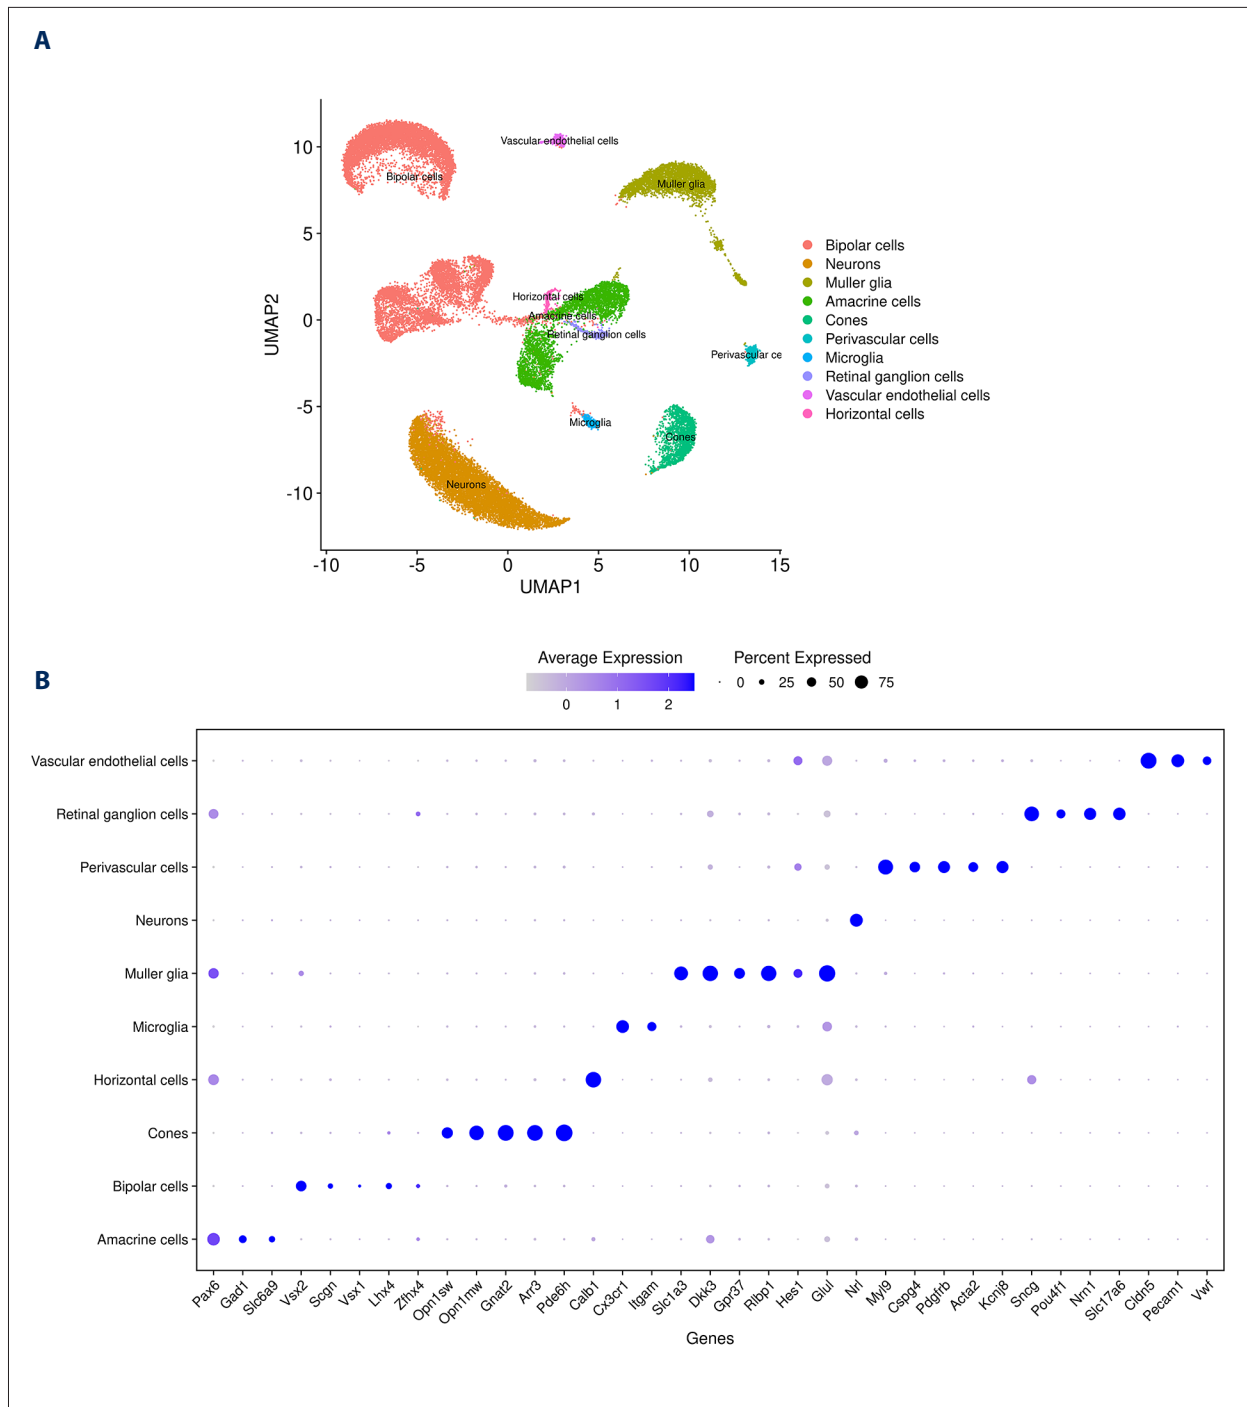 A
10
5
0
-5
-10
UMAP2
Vascular endothelial cells
Bipolar cells
Muller glia
Horizontal cells
Amacrine cells
Retinal ganglion cells
Perivascular ce
Microglia
Cones
Neurons
-10 -5 0 5 10 15
UMAP1
Bipolar cells
Neurons
Muller glia
Amacrine cells
Cones
Perivascular cells
Microglia
Retinal ganglion cells
Vascular endothelial cells
Horizontal cells
B
Average Expression
0 1 2
Percent Expressed
0 25 50 75
Vascular endothelial cells
Retinal ganglion cells
Perivascular cells
Neurons
Muller glia
Microglia
Horizontal cells
Cones
Bipolar cells
Amacrine cells
Pax6 Gad1 Slc6a9 Vsx2 Scgn Vsx1 Lhx4 Zfhx4 Opn1sw Opn1mw Gnat2 Arr3 Pde6h Calb1 Cx3cr1 Itgam Slc1a3 Dkk3 Gpr37 Rlbp1 Hes1 Glul Nrl Myl9 Cspg4 Pdgfrb Acta2 Kcnj8 Sncg Pou4f1 Nrn1 Slc17a6 Cldn5 Pecam1 Vwf
Genes